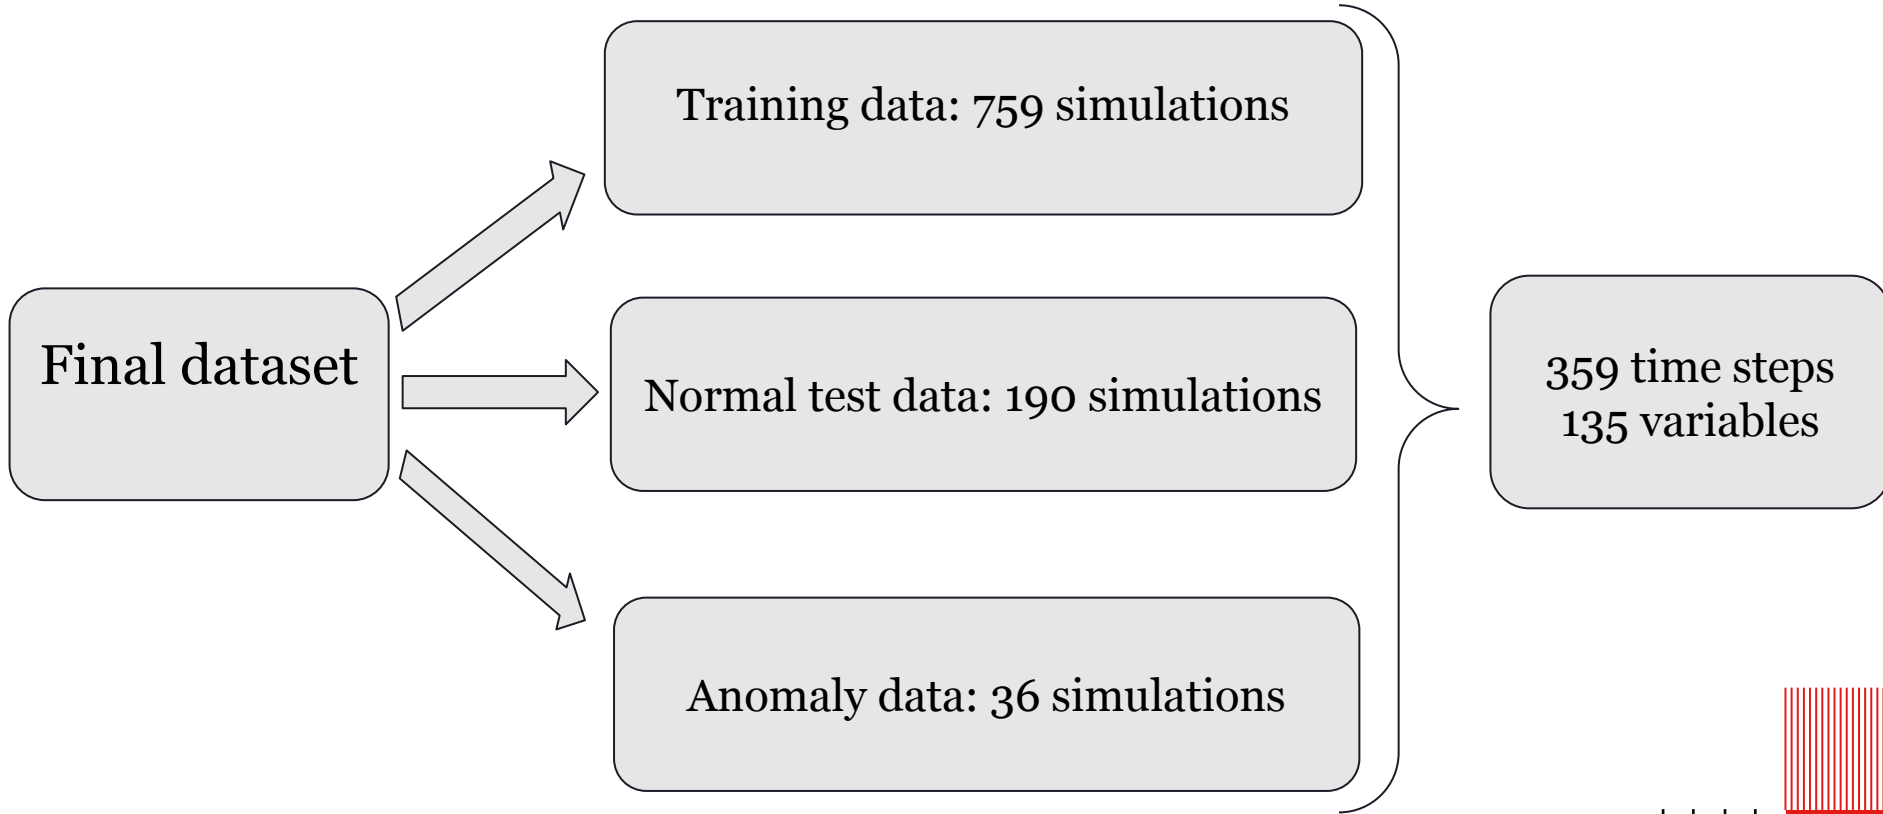 Final dataset
Training data: 759 simulations
Normal test data: 190 simulations
Anomaly data: 36 simulations
359 time steps
135 variables